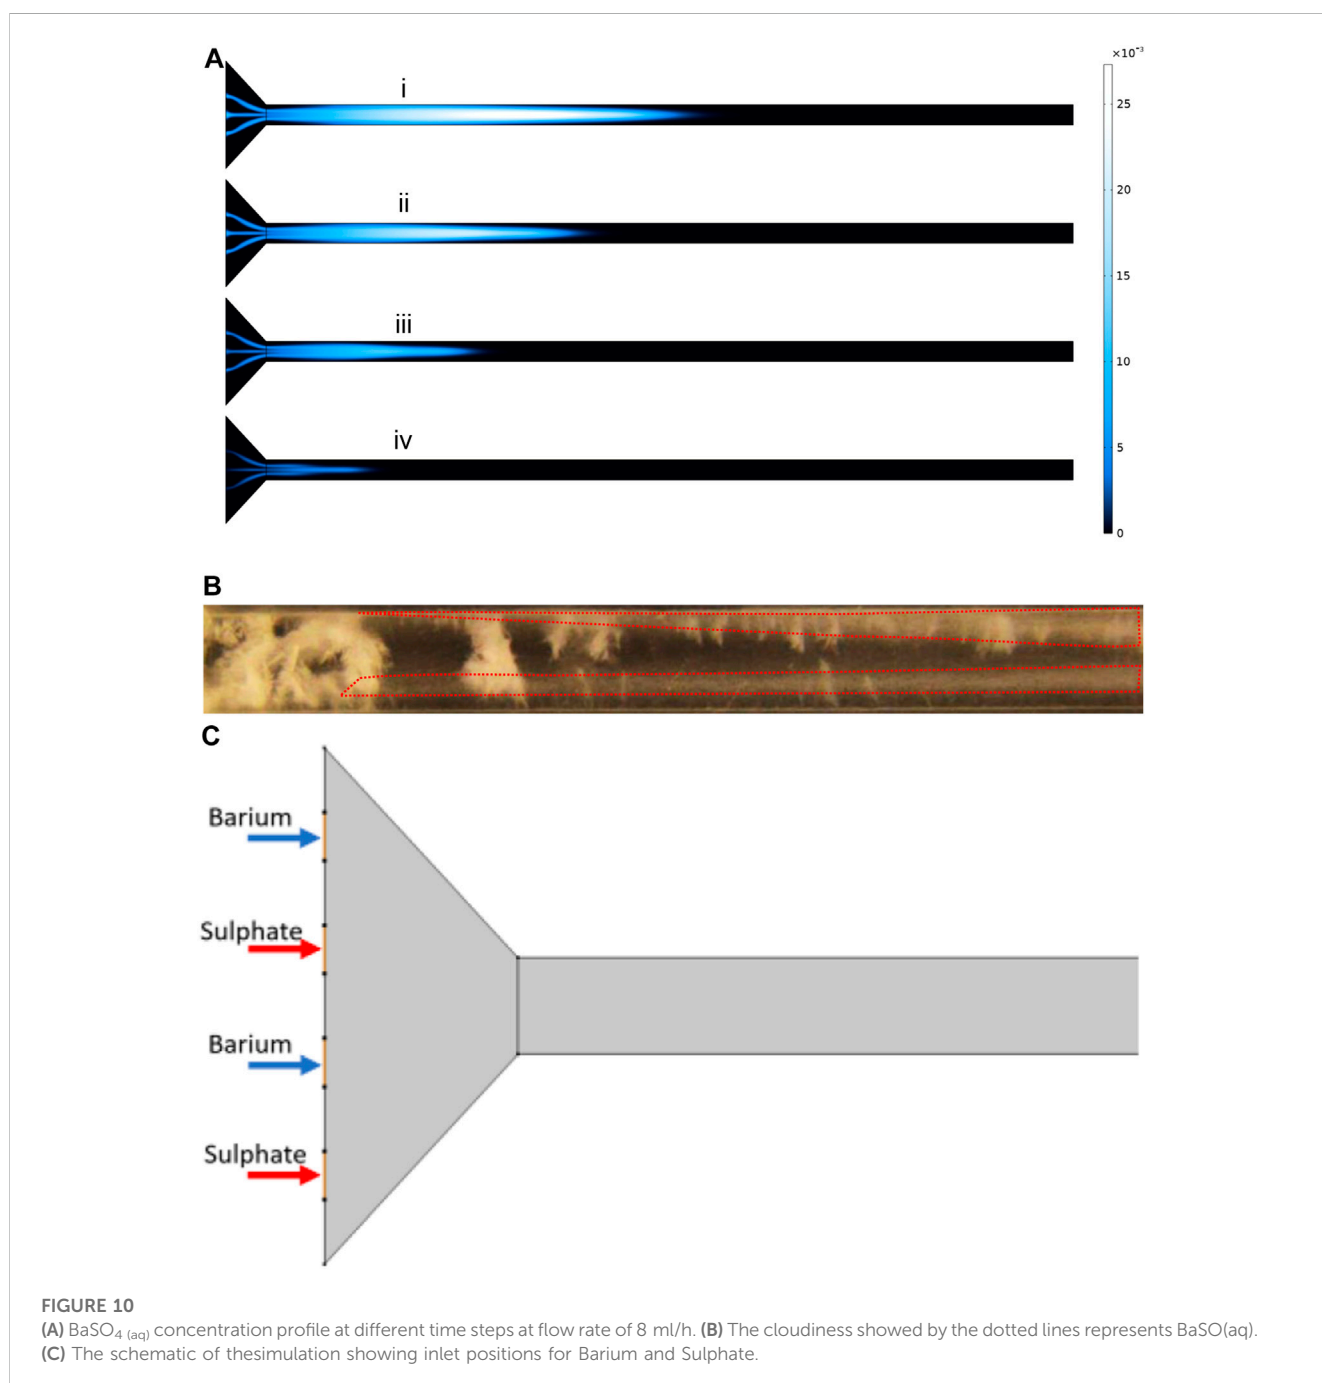 A
×10⁻³
i
25
ii
20
15
iii
10
iv
5
0
B
C
Barium
Sulphate
Barium
Sulphate
FIGURE 10
(A) BaSO₄ ₍ₐq₎ concentration profile at different time steps at flow rate of 8 ml/h. (B) The cloudiness showed by the dotted lines represents BaSO(aq).
(C) The schematic of thesimulation showing inlet positions for Barium and Sulphate.